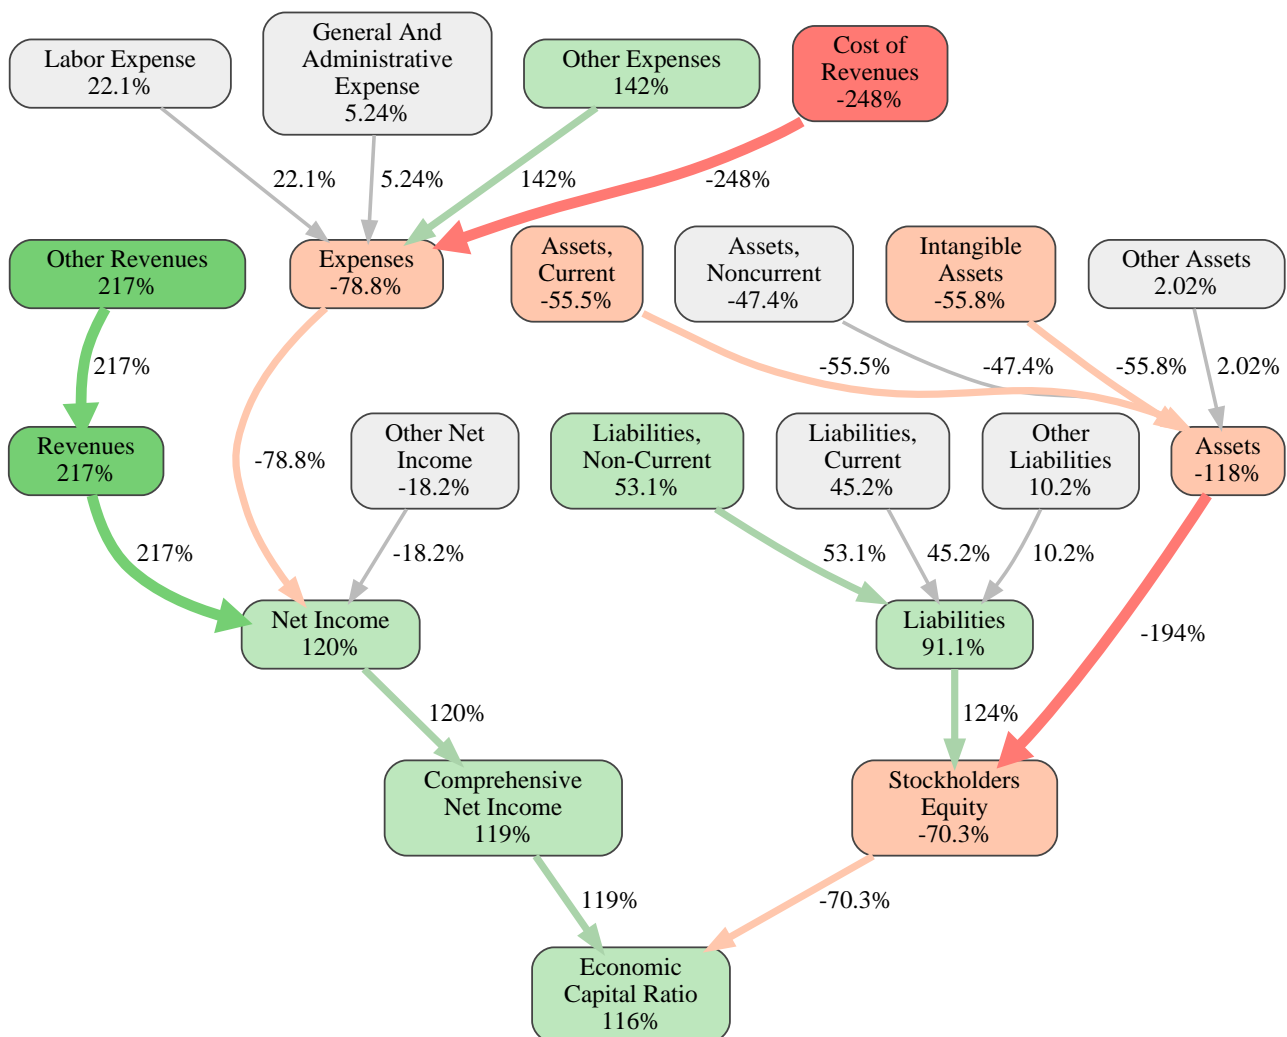 Labor Expense
22.1%
General And
Administrative
Expense
5.24%
Other Expenses
142%
Cost of
Revenues
-248%
22.1%
5.24%
142%
-248%
Other Revenues
217%
Expenses
-78.8%
Assets,
Current
-55.5%
Assets,
Noncurrent
-47.4%
Intangible
Assets
-55.8%
Other Assets
2.02%
217%
-55.5%
-47.4%
-55.8%
2.02%
Revenues
217%
-78.8%
Other Net
Income
-18.2%
Liabilities,
Non-Current
53.1%
Liabilities,
Current
45.2%
Other
Liabilities
10.2%
Assets
-118%
217%
-18.2%
53.1%
45.2%
10.2%
Net Income
120%
Liabilities
91.1%
-194%
120%
124%
Comprehensive
Net Income
119%
Stockholders
Equity
-70.3%
119%
-70.3%
Economic
Capital Ratio
116%